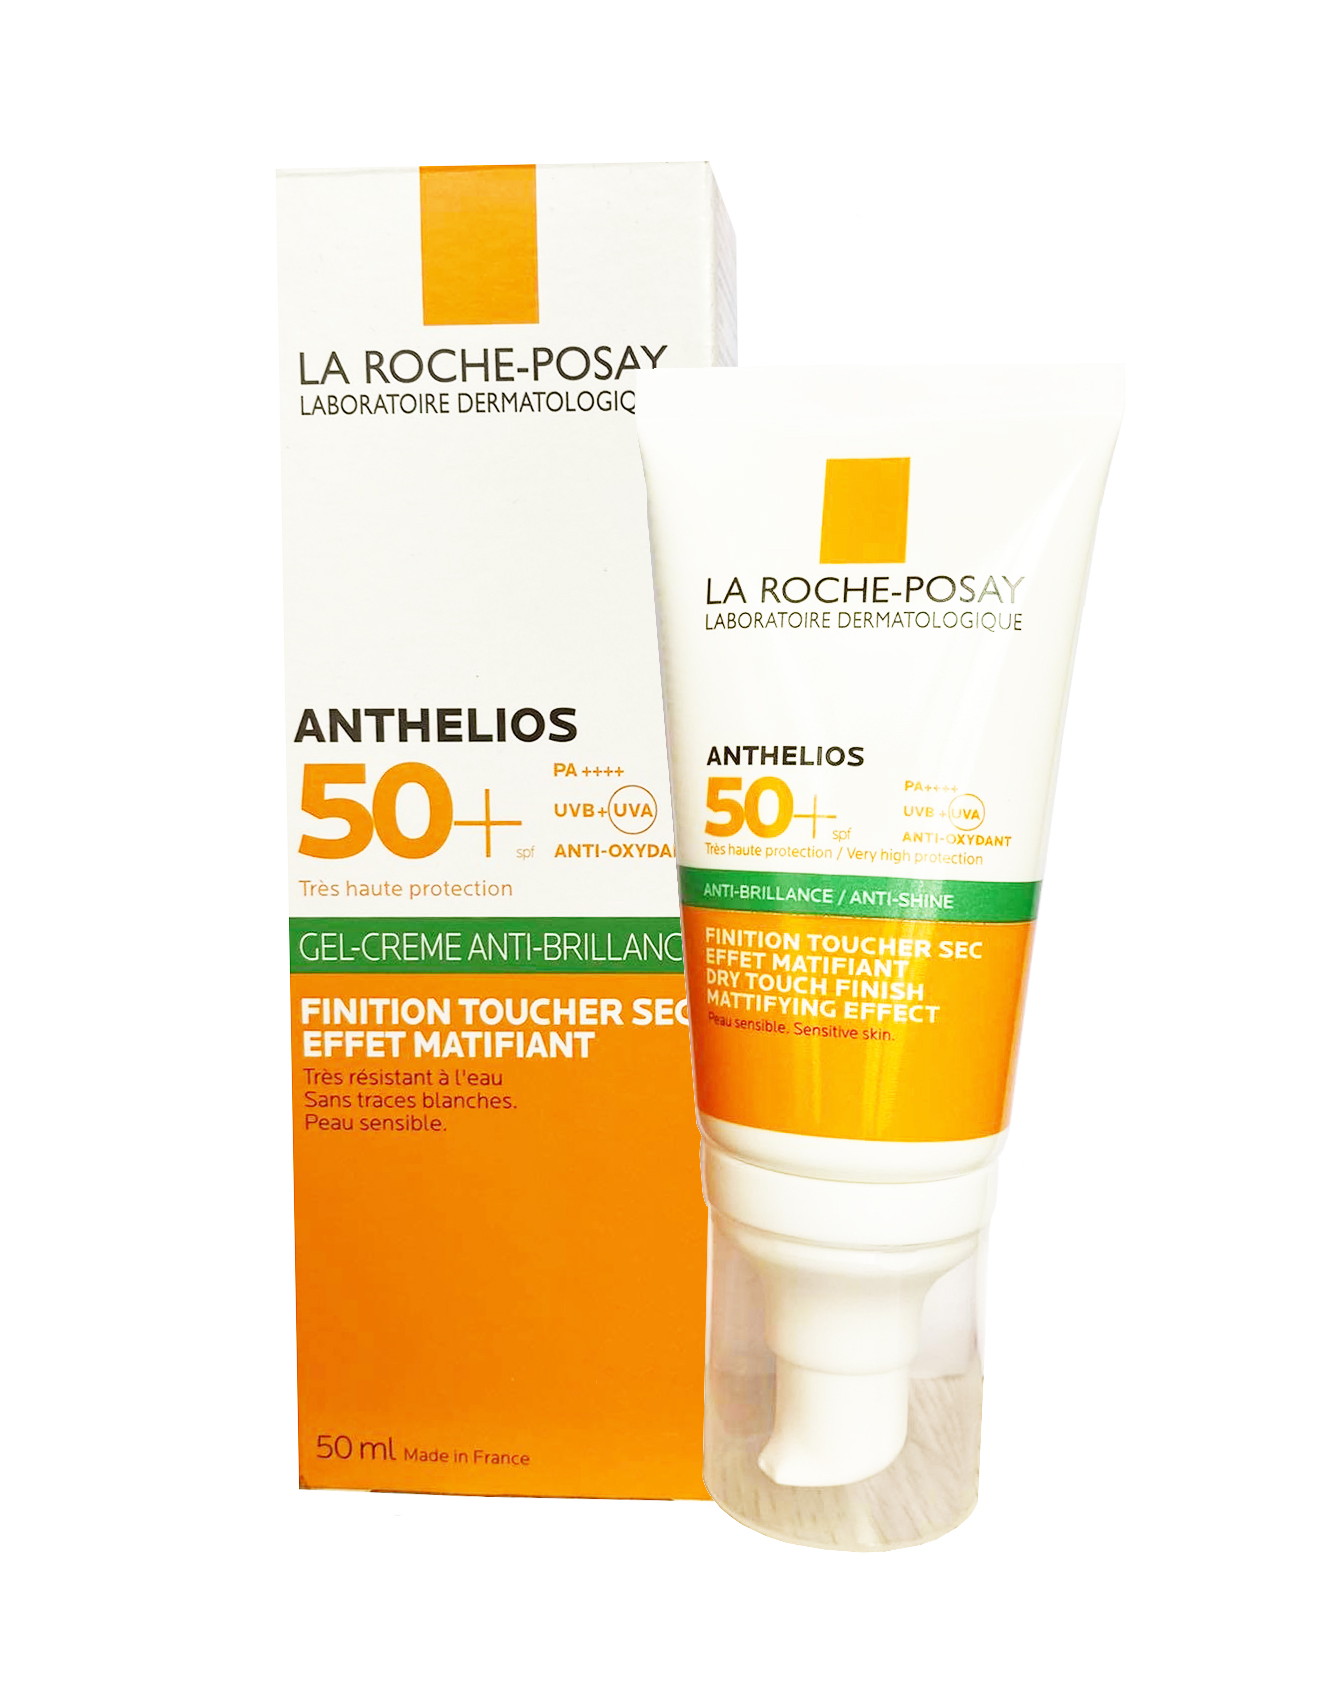 LA ROCHE-POSAY
LABORATOIRE DERMATOLOGIQ
ANTHELIOS
50+ spf
PA ++++
UVB+UVA
ANTI-OXYDA
Très haute protection
GEL-CREME ANTI-BRILLANC
FINITION TOUCHER SEC
EFFET MATIFIANT
Très résistant à l'eau
Sans traces blanches.
Peau sensible.
50 ml Made in France
LA ROCHE-POSAY
LABORATOIRE DERMATOLOGIQUE
ANTHELIOS
50+ spf
PA++++
UVB+UVA
ANTI-OXYDANT
Très haute protection / Very high protection
ANTI-BRILLANCE / ANTI-SHINE
FINITION TOUCHER SEC
EFFET MATIFIANT
DRY TOUCH FINISH
MATTIFYING EFFECT
Peau sensible. Sensitive skin.